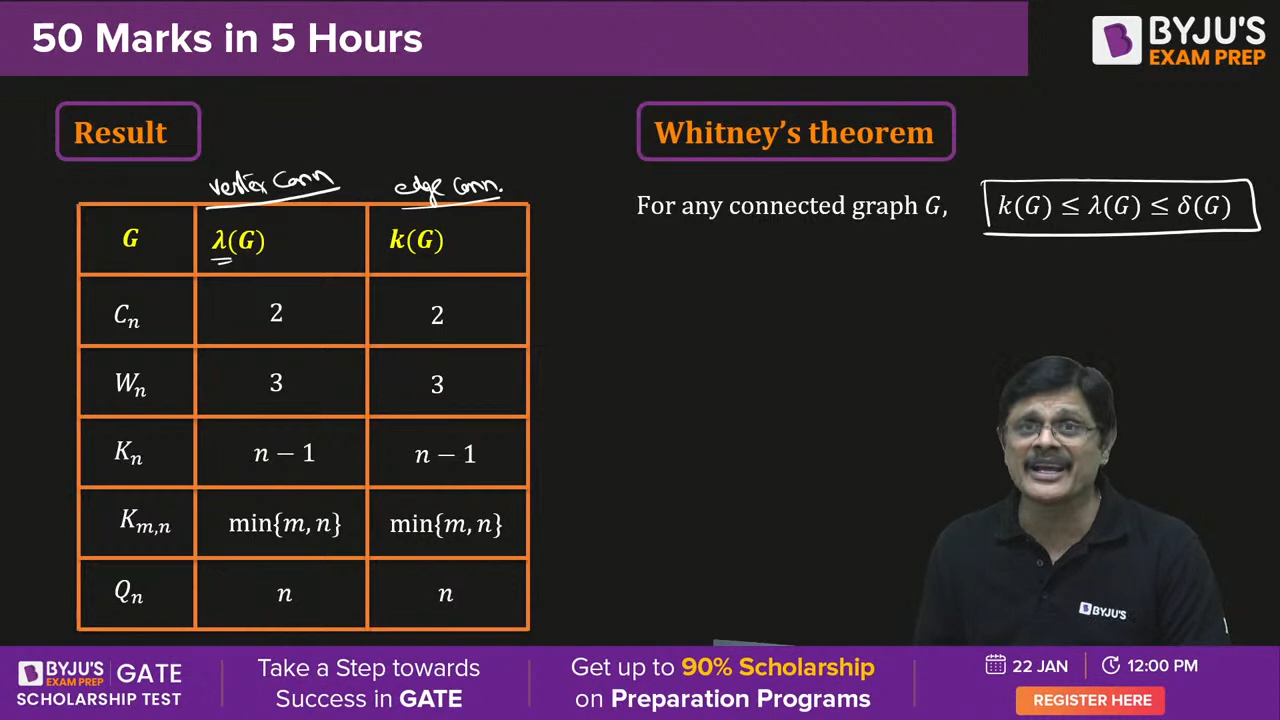 50 Marks in 5 Hours
BYJU'S
EXAM PREP
Result
Whitney's theorem
vertex Conn
edge conn.
For any connected graph G, k(G) ≤ λ(G) ≤ δ(G)
G λ(G) k(G)
Cₙ 2 2
Wₙ 3 3
Kₙ n − 1 n − 1
Kₘ,ₙ min{m, n} min{m, n}
Qₙ n n
BYJU'S
BYJU'S EXAM PREP GATE
SCHOLARSHIP TEST
Take a Step towards
Success in GATE
Get up to 90% Scholarship
on Preparation Programs
22 JAN 12:00 PM
REGISTER HERE